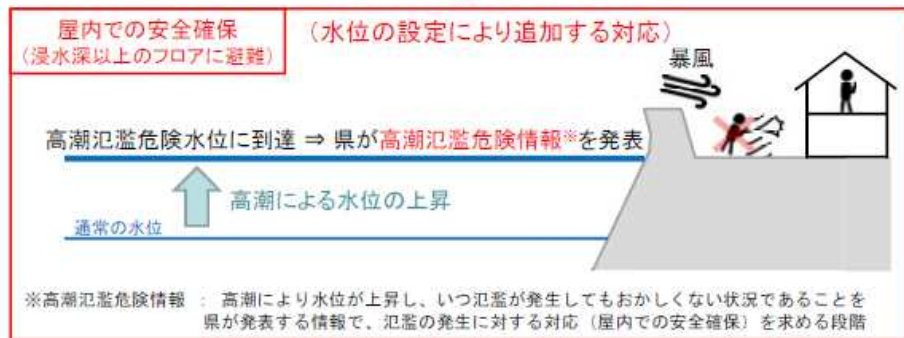 屋内での安全確保
(浸水深以上のフロアに避難)
(水位の設定により追加する対応)
暴風
高潮氾濫危険水位に到達 ⇒ 県が高潮氾濫危険情報※を発表
高潮による水位の上昇
通常の水位
※高潮氾濫危険情報 : 高潮により水位が上昇し、いつ氾濫が発生してもおかしくない状況であることを
県が発表する情報で、氾濫の発生に対する対応(屋内での安全確保)を求める段階